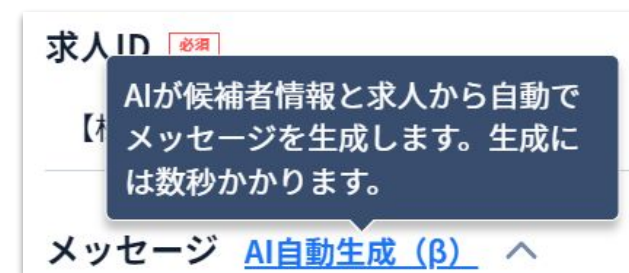 求人ID 必須
AIが候補者情報と求人から自動で
メッセージを生成します。生成に
は数秒かかります。
【
メッセージ AI自動生成（β）